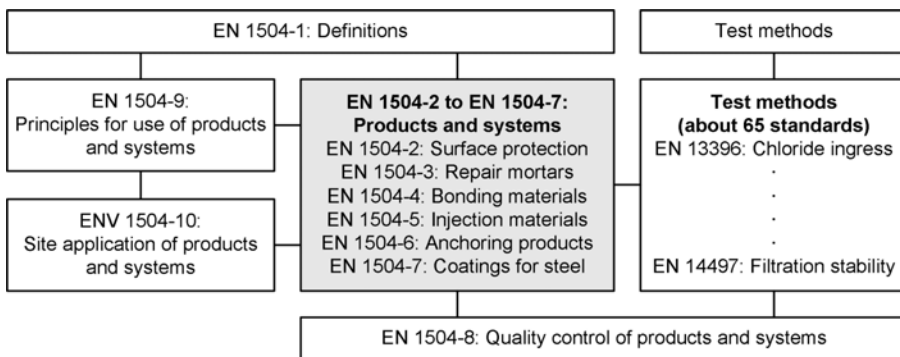 EN 1504-1: Definitions
Test methods
EN 1504-9:
Principles for use of products
and systems
EN 1504-2 to EN 1504-7:
Products and systems
EN 1504-2: Surface protection
EN 1504-3: Repair mortars
EN 1504-4: Bonding materials
EN 1504-5: Injection materials
EN 1504-6: Anchoring products
EN 1504-7: Coatings for steel
Test methods
(about 65 standards)
EN 13396: Chloride ingress
.
.
.
.
EN 14497: Filtration stability
ENV 1504-10:
Site application of products
and systems
EN 1504-8: Quality control of products and systems